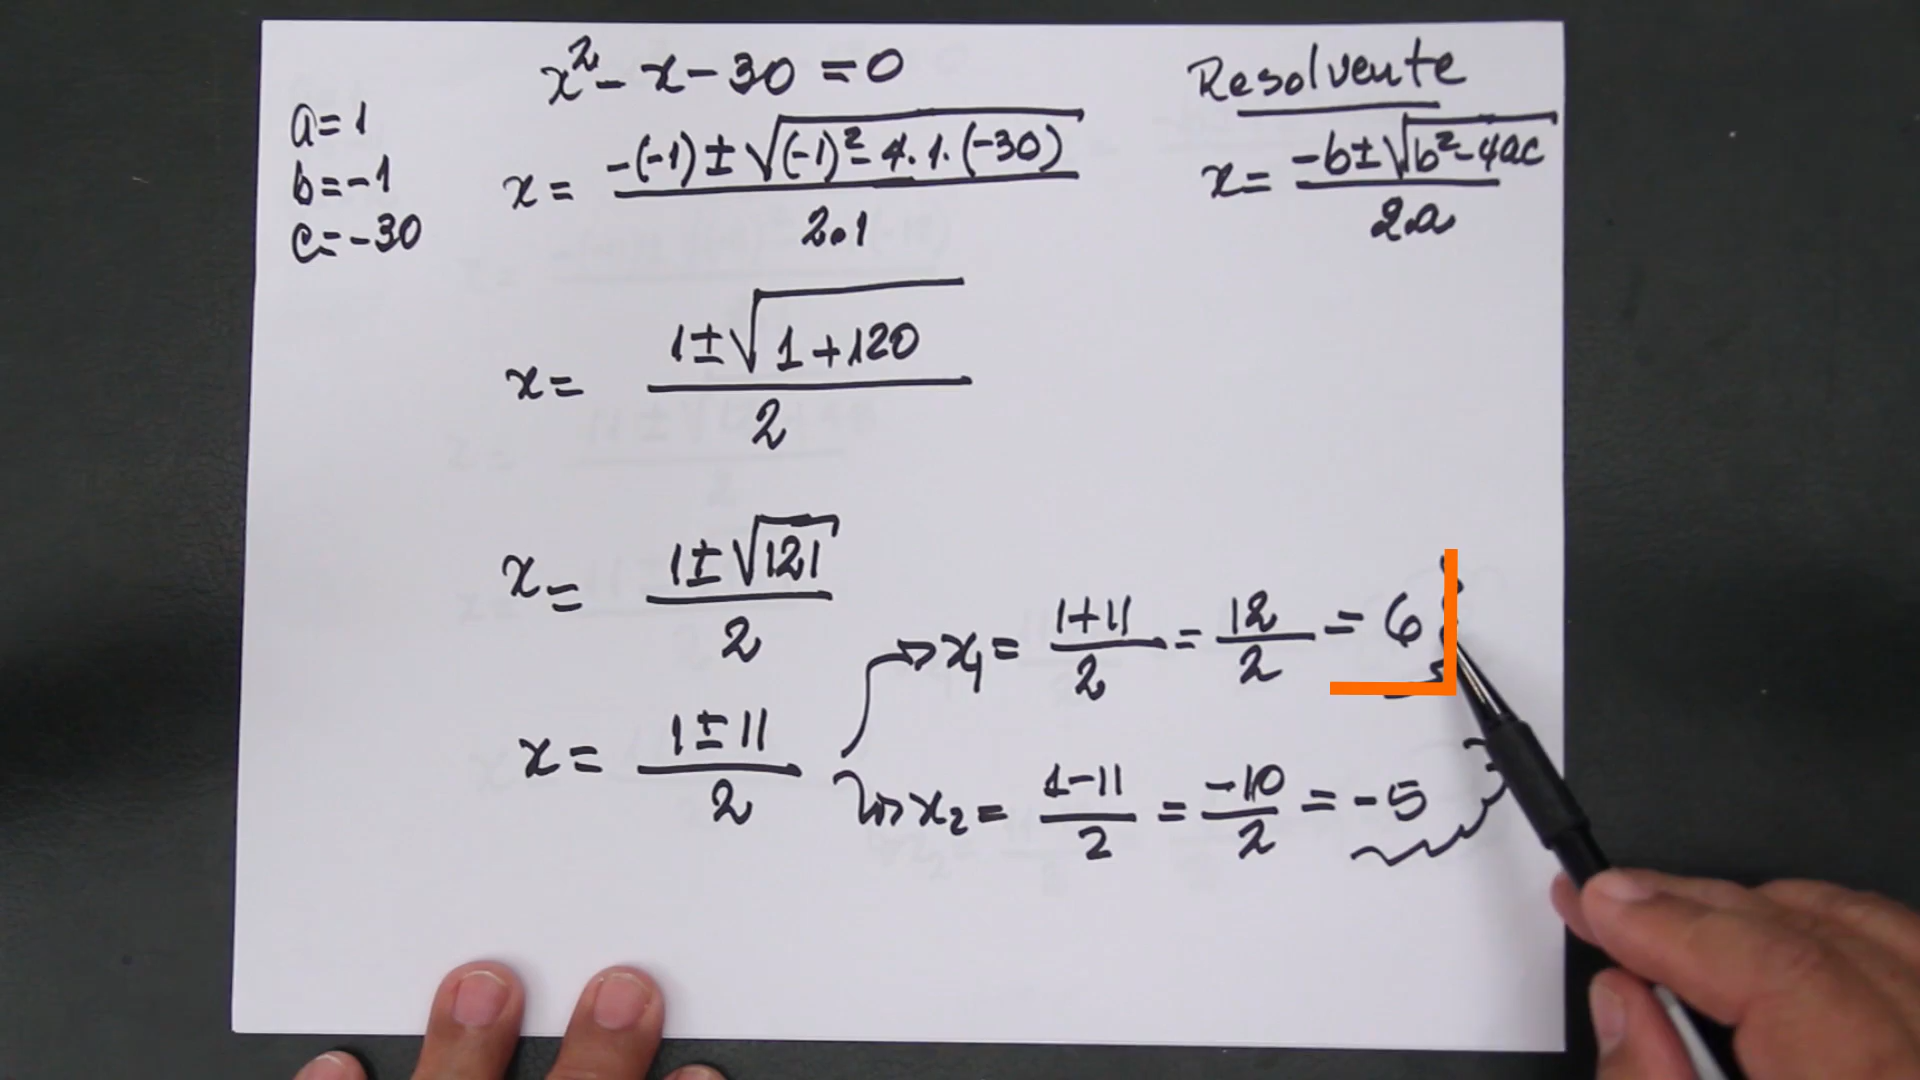 x² - x - 30 = 0
Resolvente
a = 1
b = -1
c = -30
x = -(-1) ± √(-1)² - 4.1.(-30) / 2.1
x = -b ± √b² - 4ac / 2.a
x = 1 ± √1 + 120 / 2
x = 1 ± √121 / 2
x = 1 ± 11 / 2
x₁ = 1 + 11 / 2 = 12 / 2 = 6
x₂ = 1 - 11 / 2 = -10 / 2 = -5